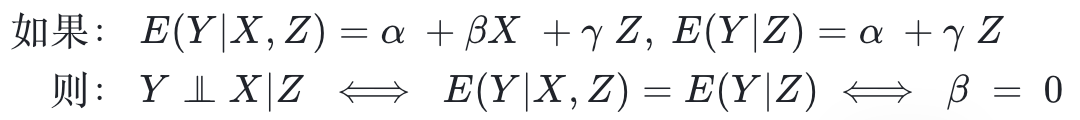 如果: E(Y|X, Z) = α + βX + γ Z, E(Y|Z) = α + γ Z
则: Y ⫫ X|Z ⟺ E(Y|X, Z) = E(Y|Z) ⟺ β = 0